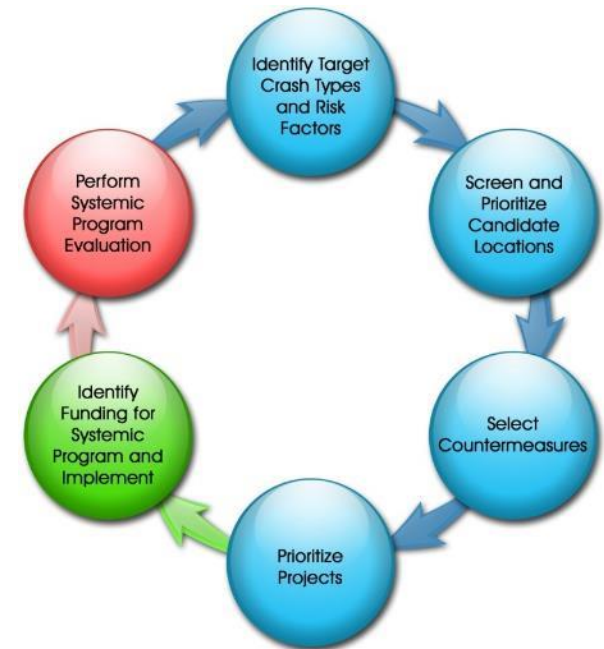 Identify Target
Crash Types
and Risk
Factors
Screen and
Prioritize
Candidate
Locations
Select
Countermeasures
Prioritize
Projects
Identify
Funding for
Systemic
Program and
Implement
Perform
Systemic
Program
Evaluation